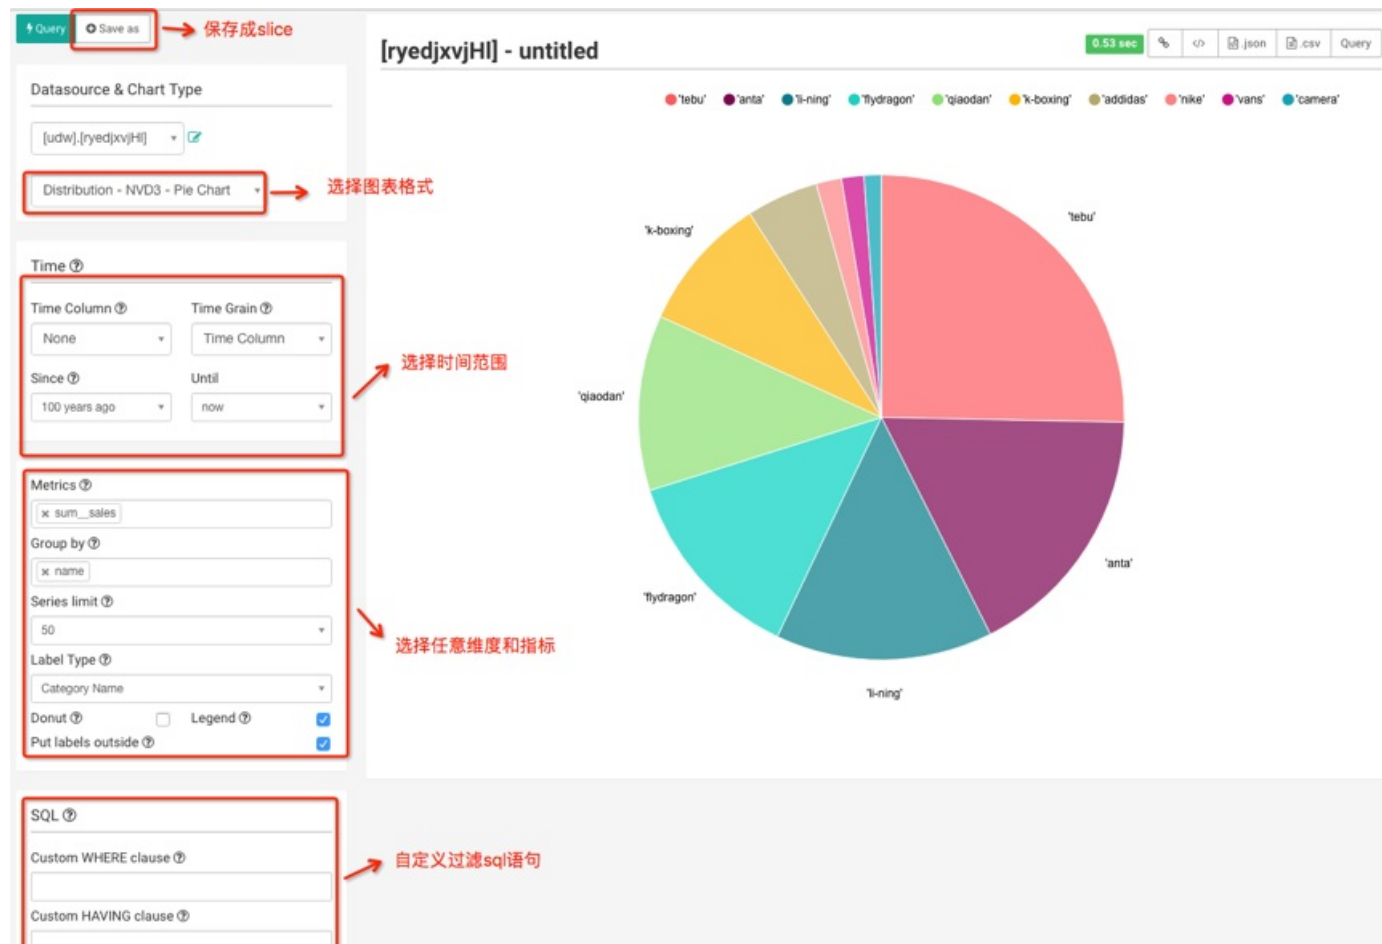 Query
Save as
保存成slice
[ryedjxvjHl] - untitled
0.53 sec
.json
.csv
Query
Datasource & Chart Type
[udw].[ryedjxvjHl]
Distribution - NVD3 - Pie Chart
选择图表格式
'tebu'
'anta'
'li-ning'
'flydragon'
'qiaodan'
'k-boxing'
'addidas'
'nike'
'vans'
'camera'
Time
Time Column
Time Grain
None
Time Column
Since
Until
100 years ago
now
选择时间范围
Metrics
× sum__sales
Group by
× name
Series limit
50
Label Type
Category Name
Donut
Legend
Put labels outside
选择任意维度和指标
'tebu'
'k-boxing'
'qiaodan'
'anta'
'flydragon'
'li-ning'
SQL
Custom WHERE clause
自定义过滤sql语句
Custom HAVING clause